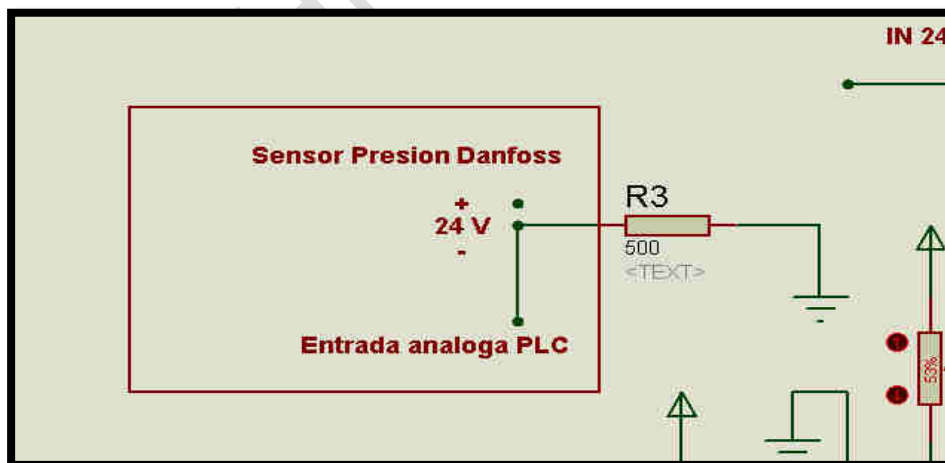 IN 24
Sensor Presion Danfoss
+
24 V
-
R3
500
<TEXT>
Entrada analoga PLC
53%